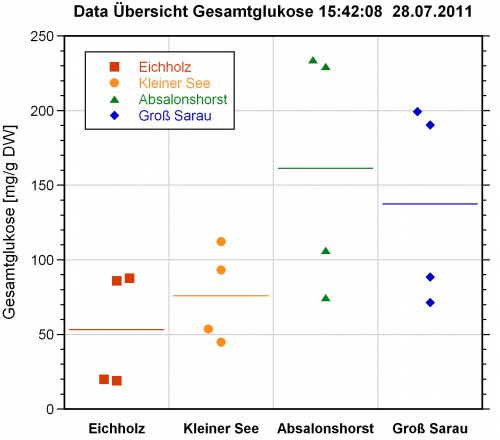 Data Übersicht Gesamtglukose 15:42:08 28.07.2011
250
200
150
100
50
0
Gesamtglukose [mg/g DW]
Eichholz
Kleiner See
Absalonshorst
Groß Sarau
Eichholz Kleiner See Absalonshorst Groß Sarau